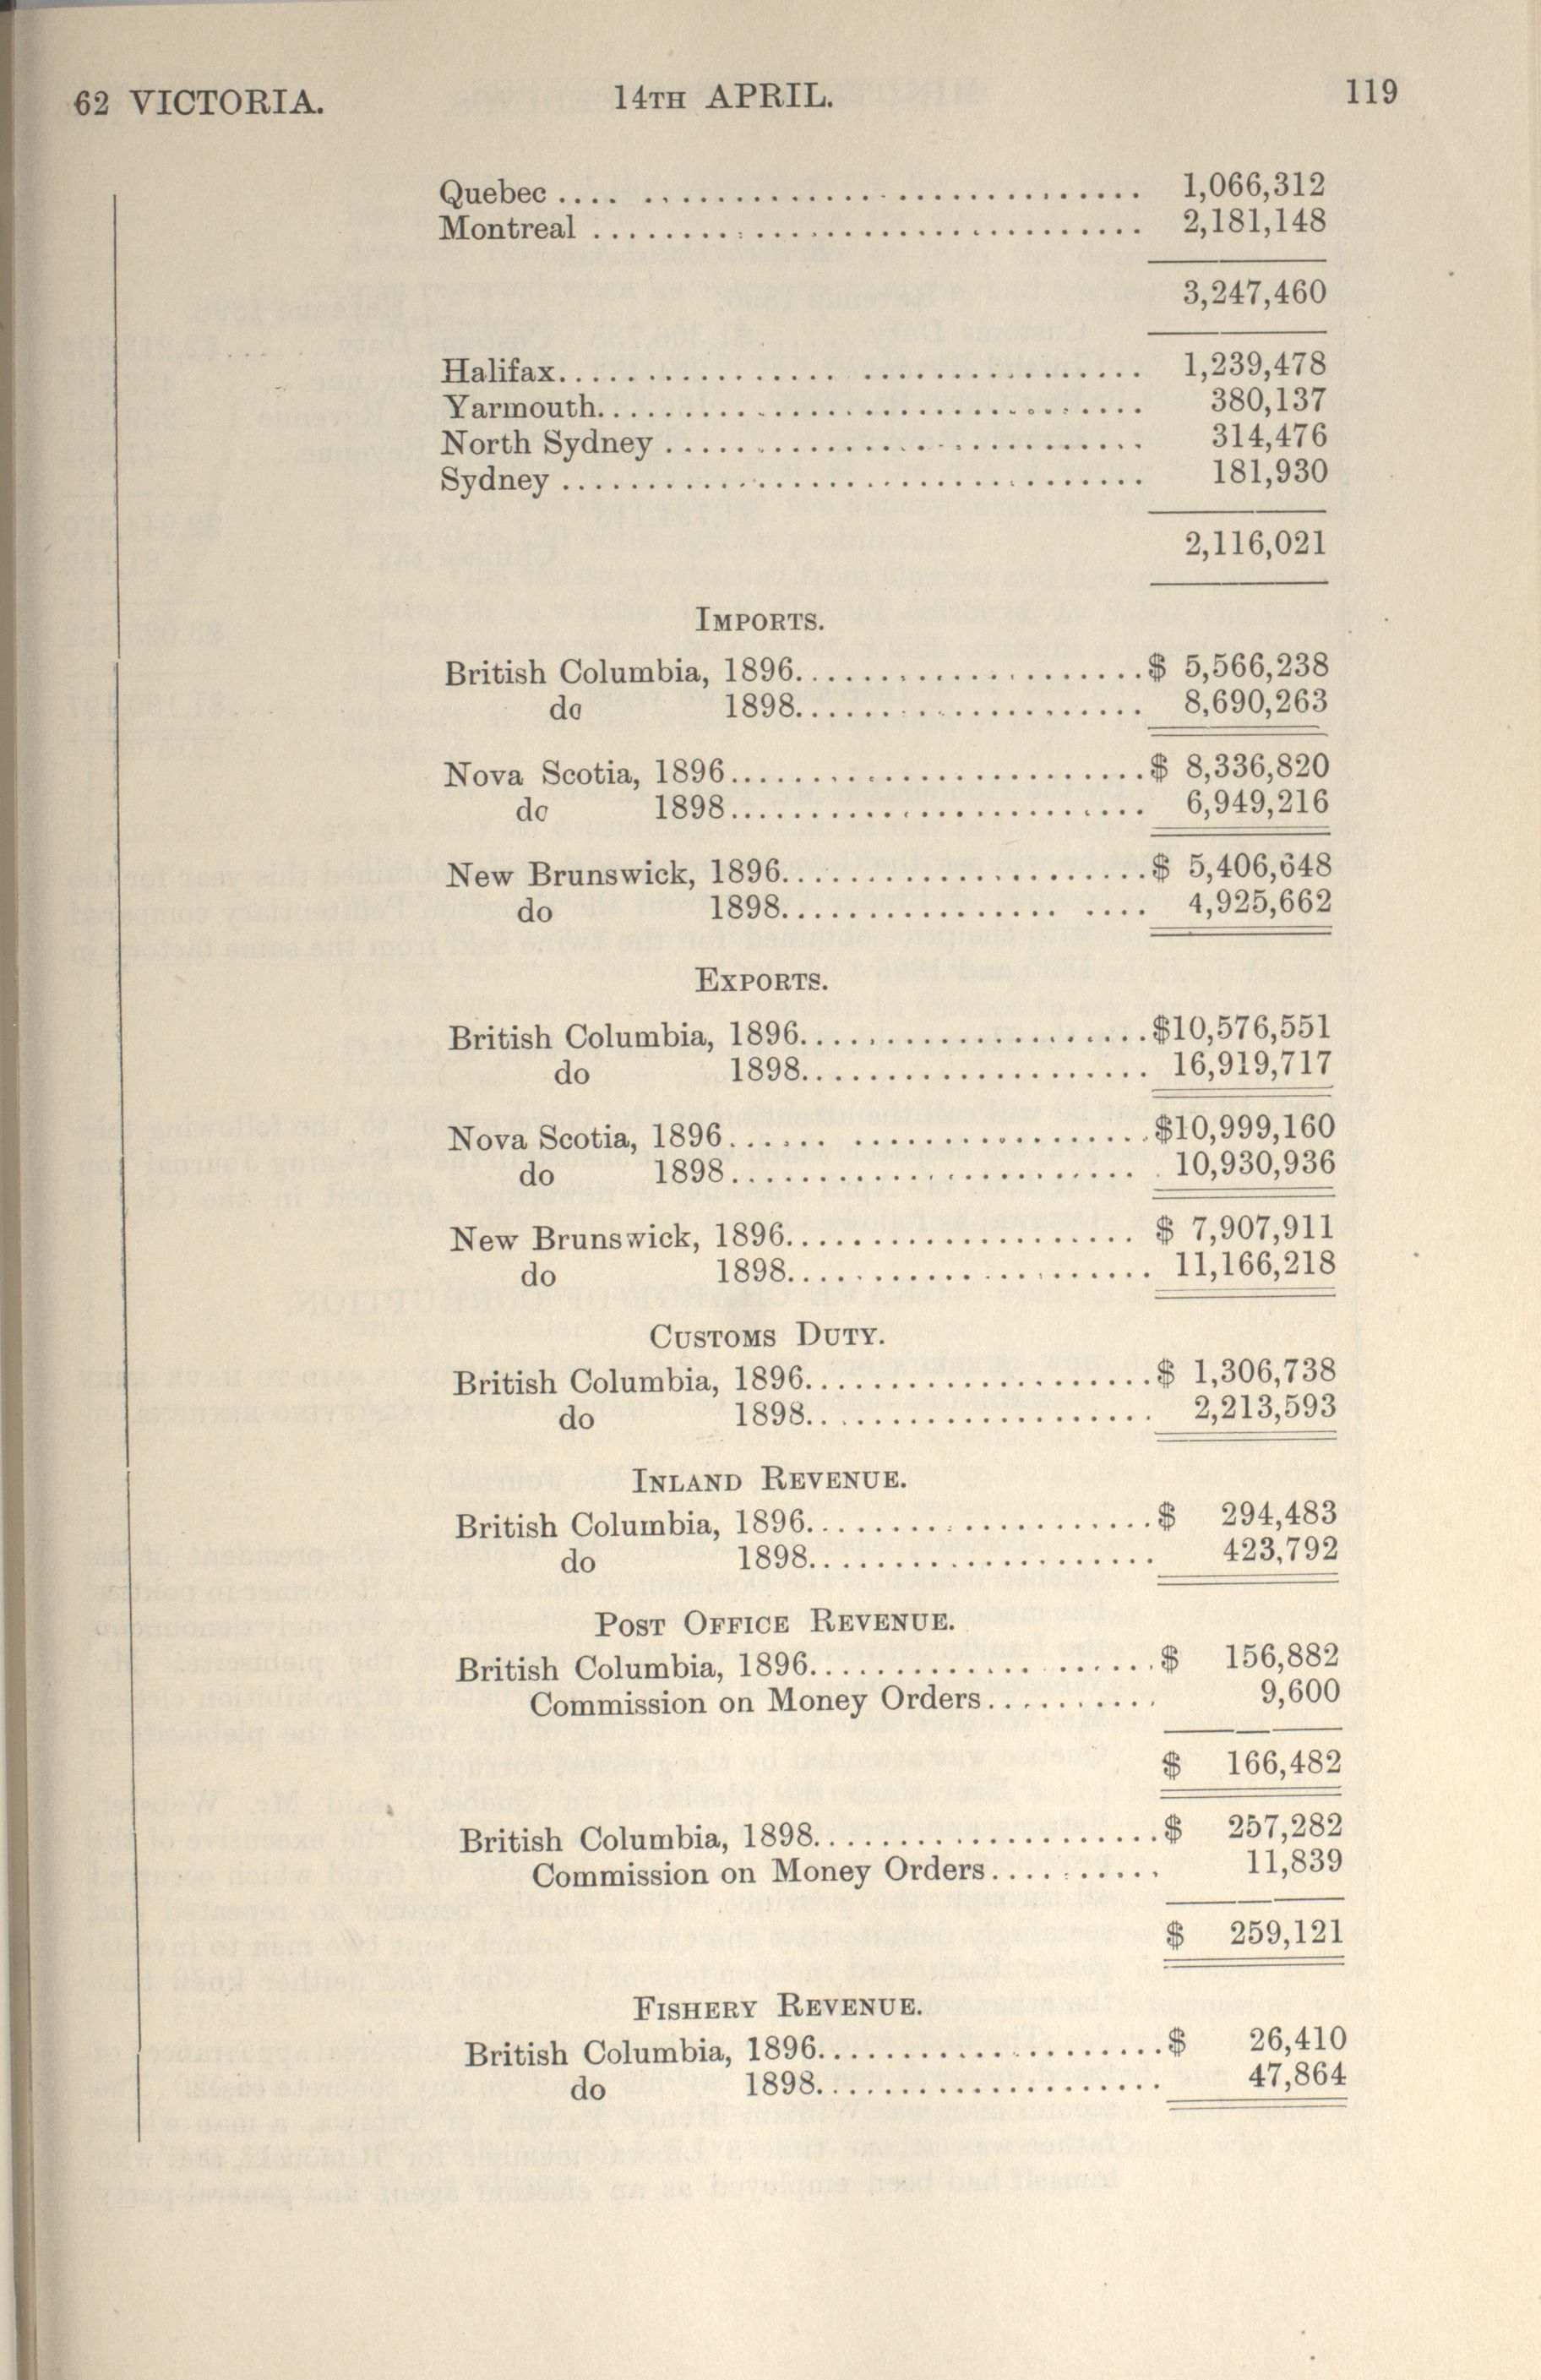 62 VICTORIA. 14TH APRIL. 119
Quebec .... .............................. 1,066,312
Montreal ................................. 2,181,148
3,247,460
Halifax.................. ................ 1,239,478
Yarmouth................................. 380,137
North Sydney ............................. 314,476
Sydney ................................... 181,930
2,116,021
IMPORTS.
British Columbia, 1896.....................$ 5,566,238
do 1898..................... 8,690,263
Nova Scotia, 1896.........................$ 8,336,820
do 1898......................... 6,949,216
New Brunswick, 1896......................$ 5,406,648
do 1898................. .... 4,925,662
EXPORTS.
British Columbia, 1896.....................$10,576,551
do 1898..................... 16,919,717
Nova Scotia, 1896...... ..................$10,999,160
do 1898......................... 10,930,936
New Brunswick, 1896..................... $ 7,907,911
do 1898...................... 11,166,218
CUSTOMS DUTY.
British Columbia, 1896.....................$ 1,306,738
do 1898..................... 2,213,593
INLAND REVENUE.
British Columbia, 1896.....................$ 294,483
do 1898..................... 423,792
POST OFFICE REVENUE.
British Columbia, 1896.....................$ 156,882
Commission on Money Orders........... 9,600
$ 166,482
British Columbia, 1898.....................$ 257,282
Commission on Money Orders........... 11,839
$ 259,121
FISHERY REVENUE.
British Columbia, 1896.....................$ 26,410
do 1898..................... 47,864